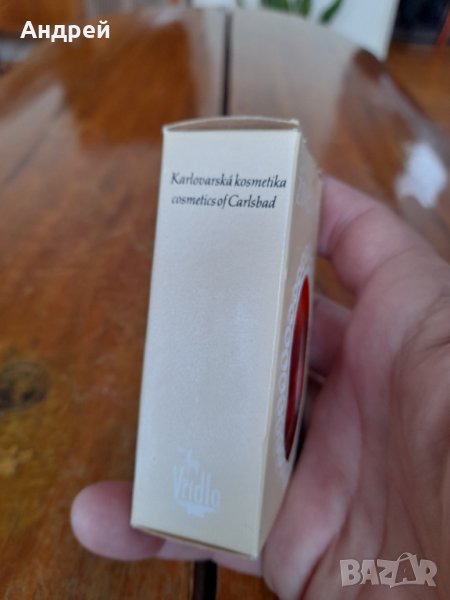 Андрей
Karlovarská kosmetika
cosmetics of Carlsbad
Vřídlo
BAZAR